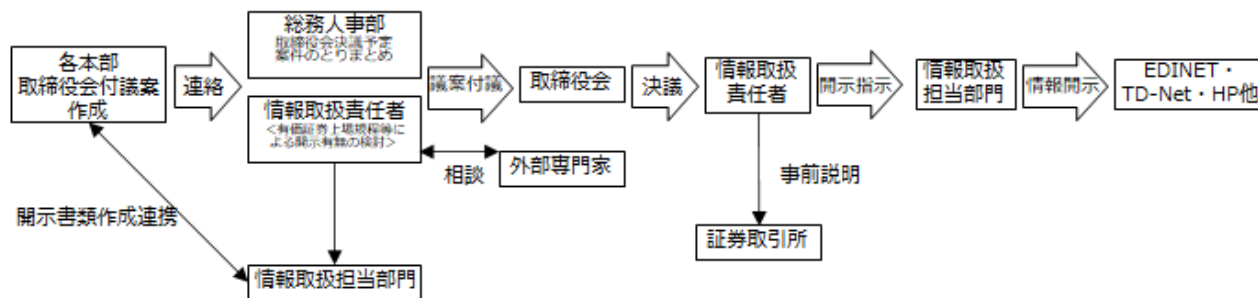 各本部
取締役会付議案
作成
連絡
総務人事部
取締役会決議予定
案件のとりまとめ
情報取扱責任者
<有価証券上場規程等に
よる開示有無の検討>
議案付議
取締役会
決議
情報取扱
責任者
開示指示
情報取扱
担当部門
情報開示
EDINET・
TD-Net・HP他
相談
外部専門家
事前説明
開示書類作成連携
証券取引所
情報取扱担当部門